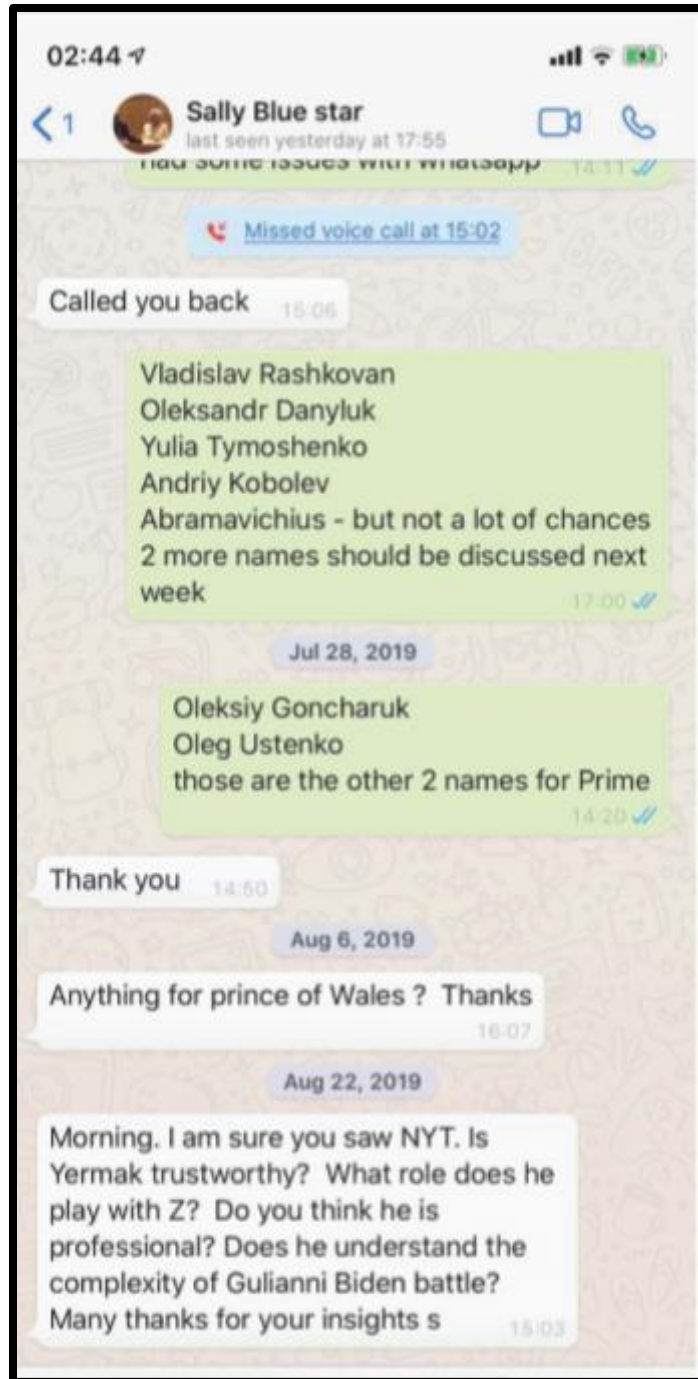 02:44
1
Sally Blue star
last seen yesterday at 17:55
had some issues with whatsapp 14:11
Missed voice call at 15:02
Called you back 15:06
Vladislav Rashkovan
Oleksandr Danyluk
Yulia Tymoshenko
Andriy Kobolev
Abramavichius - but not a lot of chances
2 more names should be discussed next
week 17:00
Jul 28, 2019
Oleksiy Goncharuk
Oleg Ustenko
those are the other 2 names for Prime
14:20
Thank you 14:50
Aug 6, 2019
Anything for prince of Wales ? Thanks
16:07
Aug 22, 2019
Morning. I am sure you saw NYT. Is
Yermak trustworthy? What role does he
play with Z? Do you think he is
professional? Does he understand the
complexity of Gulianni Biden battle?
Many thanks for your insights s 15:03